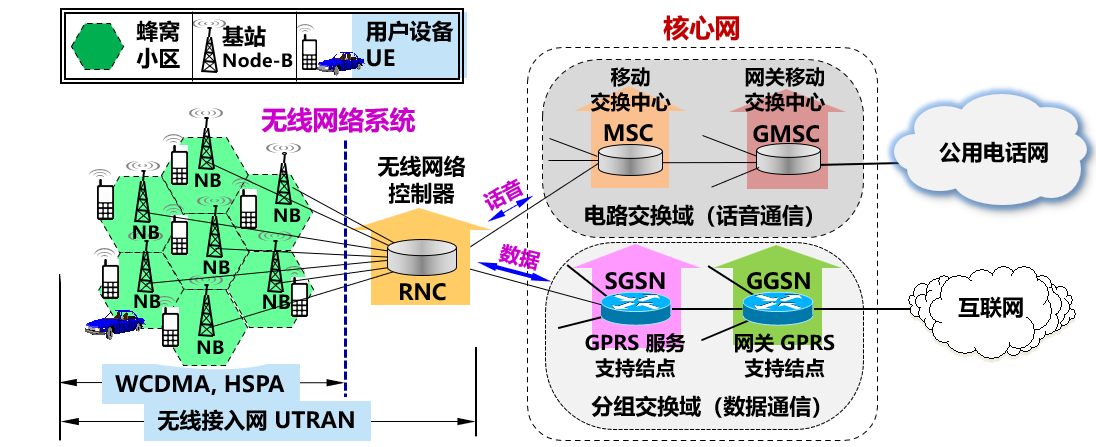 蜂窝
小区
基站
Node-B
用户设备
UE
核心网
无线网络系统
移动
交换中心
MSC
网关移动
交换中心
GMSC
公用电话网
电路交换域（话音通信）
无线网络
控制器
RNC
话音
数据
NB
NB
NB
NB
NB
NB
NB
SGSN
GPRS 服务
支持结点
GGSN
网关 GPRS
支持结点
互联网
分组交换域（数据通信）
WCDMA, HSPA
无线接入网 UTRAN